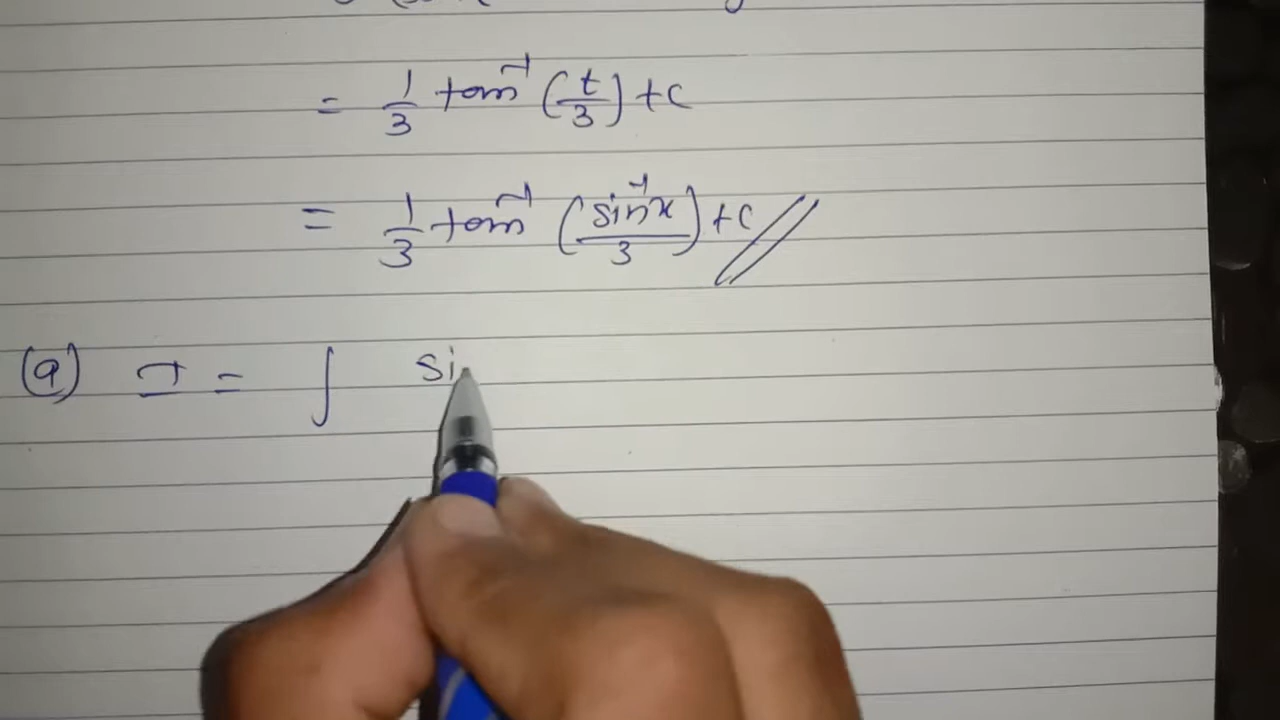 = 1/3 tan⁻¹ (t/3) + c
= 1/3 tan⁻¹ (sin⁻¹x/3) + c
(9) I = ∫ si